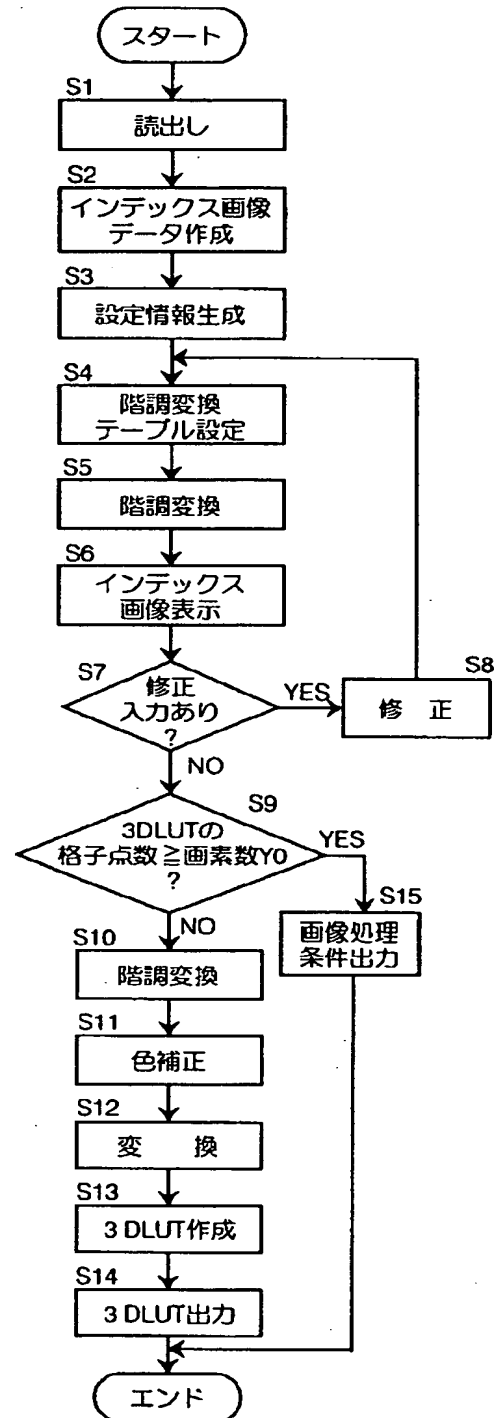 スタート
S1
読出し
S2
インデックス画像
データ作成
S3
設定情報生成
S4
階調変換
テーブル設定
S5
階調変換
S6
インデックス
画像表示
S7
修正
入力あり
?
YES
S8
修 正
NO
S9
3DLUTの
格子点数≧画素数Y0
?
YES
S15
画像処理
条件出力
NO
S10
階調変換
S11
色補正
S12
変 換
S13
3DLUT作成
S14
3DLUT出力
エンド